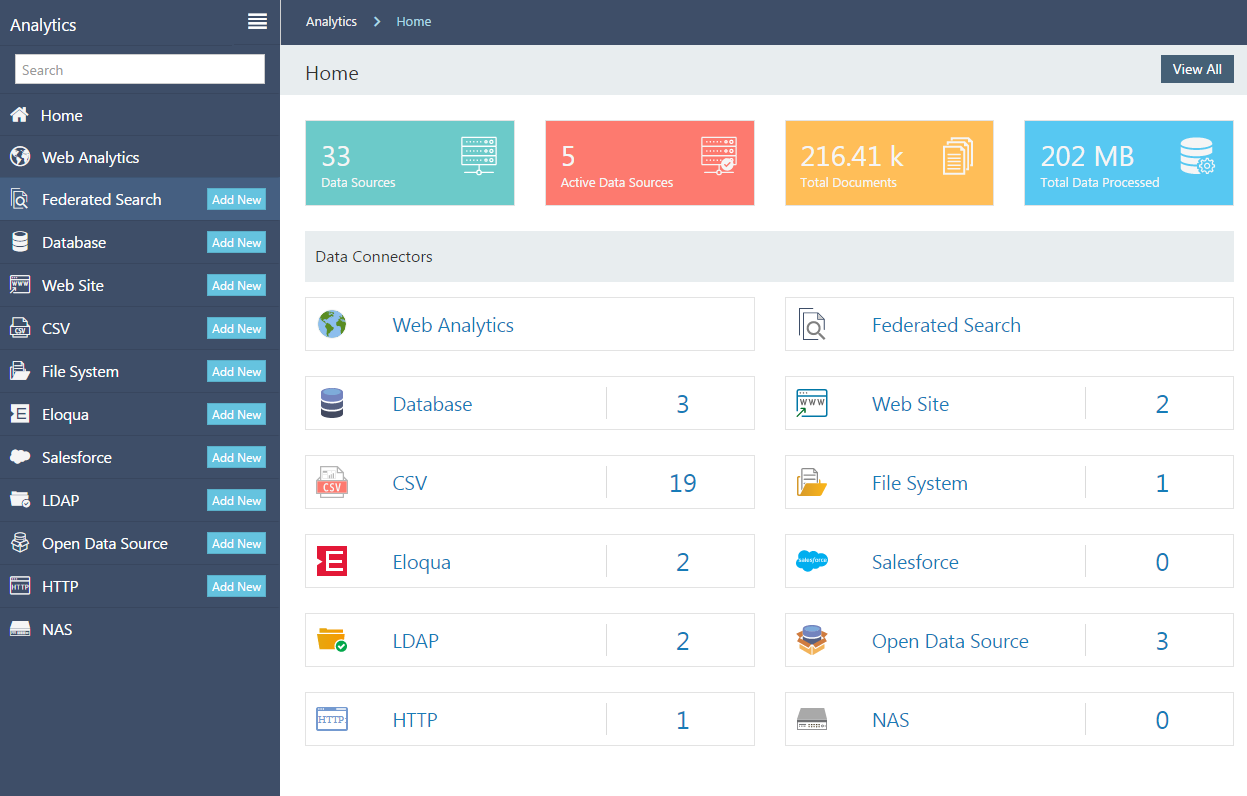 Analytics
Search
Home
Web Analytics
Federated Search Add New
Database Add New
Web Site Add New
CSV Add New
File System Add New
Eloqua Add New
Salesforce Add New
LDAP Add New
Open Data Source Add New
HTTP Add New
NAS
Analytics Home
Home View All
33
Data Sources
5
Active Data Sources
216.41 k
Total Documents
202 MB
Total Data Processed
Data Connectors
Web Analytics
Federated Search
Database 3
WWW Web Site 2
CSV CSV 19
File System 1
Eloqua 2
salesforce Salesforce 0
LDAP 2
Open Data Source 3
HTTP HTTP 1
NAS 0